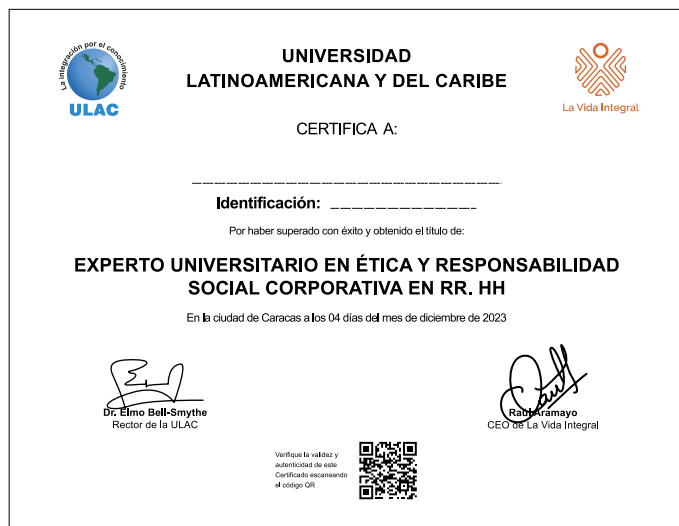 La integración por el conocimiento
ULAC
UNIVERSIDAD
LATINOAMERICANA Y DEL CARIBE
La Vida Integral
CERTIFICA A:
Identificación:
Por haber superado con éxito y obtenido el título de:
EXPERTO UNIVERSITARIO EN ÉTICA Y RESPONSABILIDAD
SOCIAL CORPORATIVA EN RR. HH
En la ciudad de Caracas a los 04 días del mes de diciembre de 2023
Dr. Elmo Bell-Smythe
Rector de la ULAC
Raúl Aramayo
CEO de La Vida Integral
Verifique la validez y
autenticidad de este
Certificado escaneando
el código QR